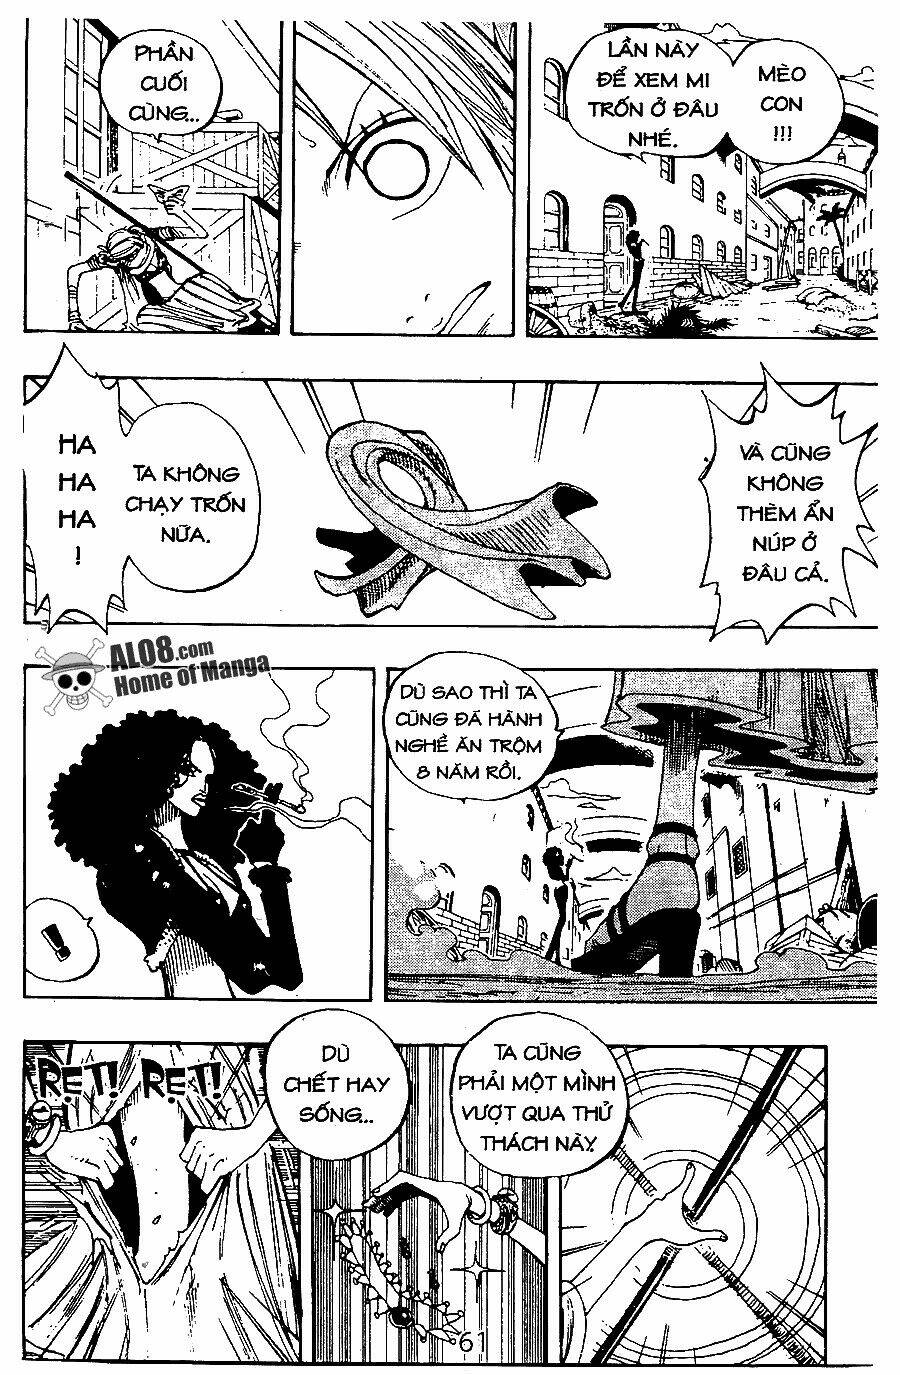 MÈO
CON
!!!
LẦN NÀY
ĐỂ XEM MI
TRỐN Ở ĐÂU
NHÉ.
PHẦN
CUỐI
CÙNG...
VÀ CŨNG
KHÔNG
THÈM ẨN
NÚP Ở
ĐÂU CẢ.
TA KHÔNG
CHẠY TRỐN
NỮA.
HA
HA
HA
!
AL08.com
Home of Manga
DÙ SAO THÌ TA
CŨNG ĐÃ HÀNH
NGHỀ ĂN TRỘM
8 NĂM RỒI.
!
TA CŨNG
PHẢI MỘT MÌNH
VƯỢT QUA THỬ
THÁCH NÀY.
DÙ
CHẾT HAY
SỐNG...
RẸT! RẸT!
61